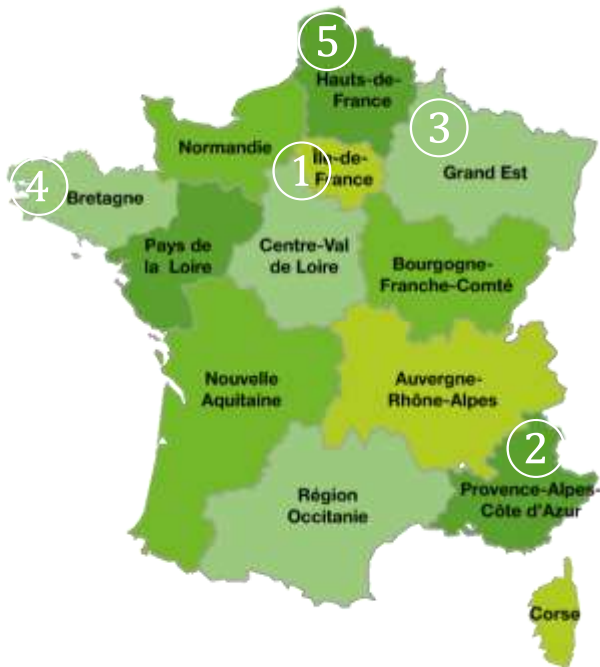 5
Hauts-de-
France
3
Normandie
1
Ile-de-
France
Grand Est
4
Bretagne
Pays de
la Loire
Centre-Val
de Loire
Bourgogne-
Franche-Comté
Nouvelle
Aquitaine
Auvergne-
Rhône-Alpes
2
Provence-Alpes-
Côte d'Azur
Région
Occitanie
Corse